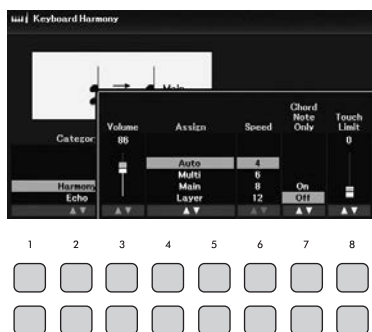 Keyboard Harmony
Main
Category
Volume Assign Speed Chord Note Only Touch Limit
86 0
Auto 4
Multi 6
Harmony Main 8 On
Echo Layer 12 Off
1 2 3 4 5 6 7 8